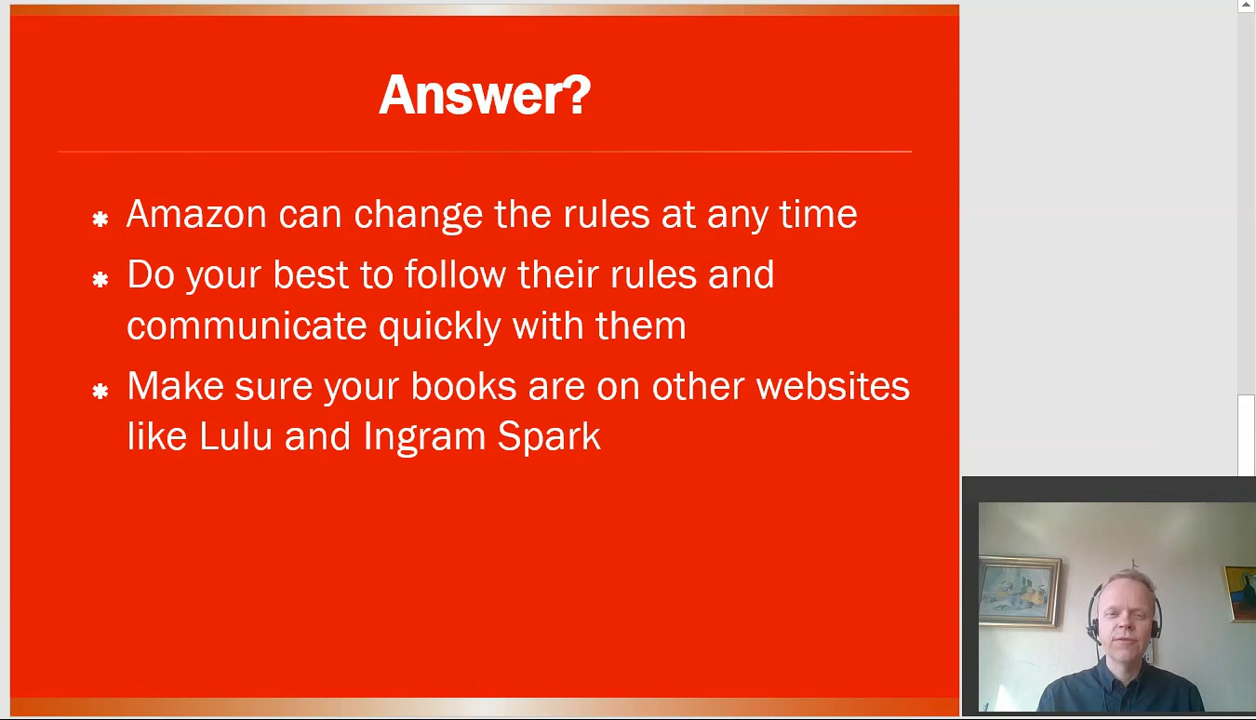 Answer?
* Amazon can change the rules at any time
* Do your best to follow their rules and
communicate quickly with them
* Make sure your books are on other websites
like Lulu and Ingram Spark